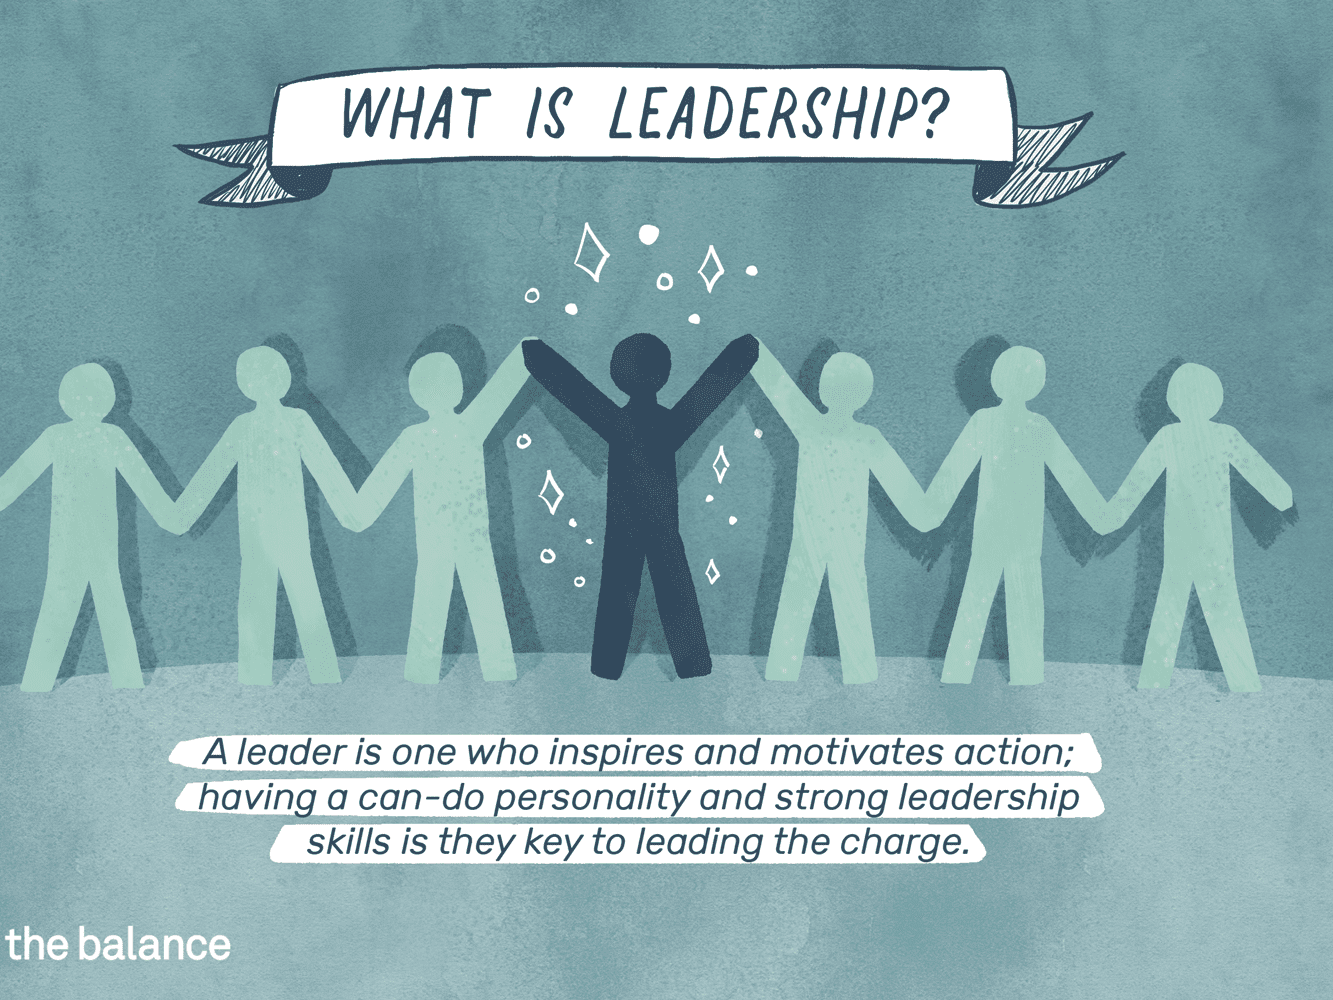 WHAT IS LEADERSHIP?
A leader is one who inspires and motivates action;
having a can-do personality and strong leadership
skills is they key to leading the charge.
the balance